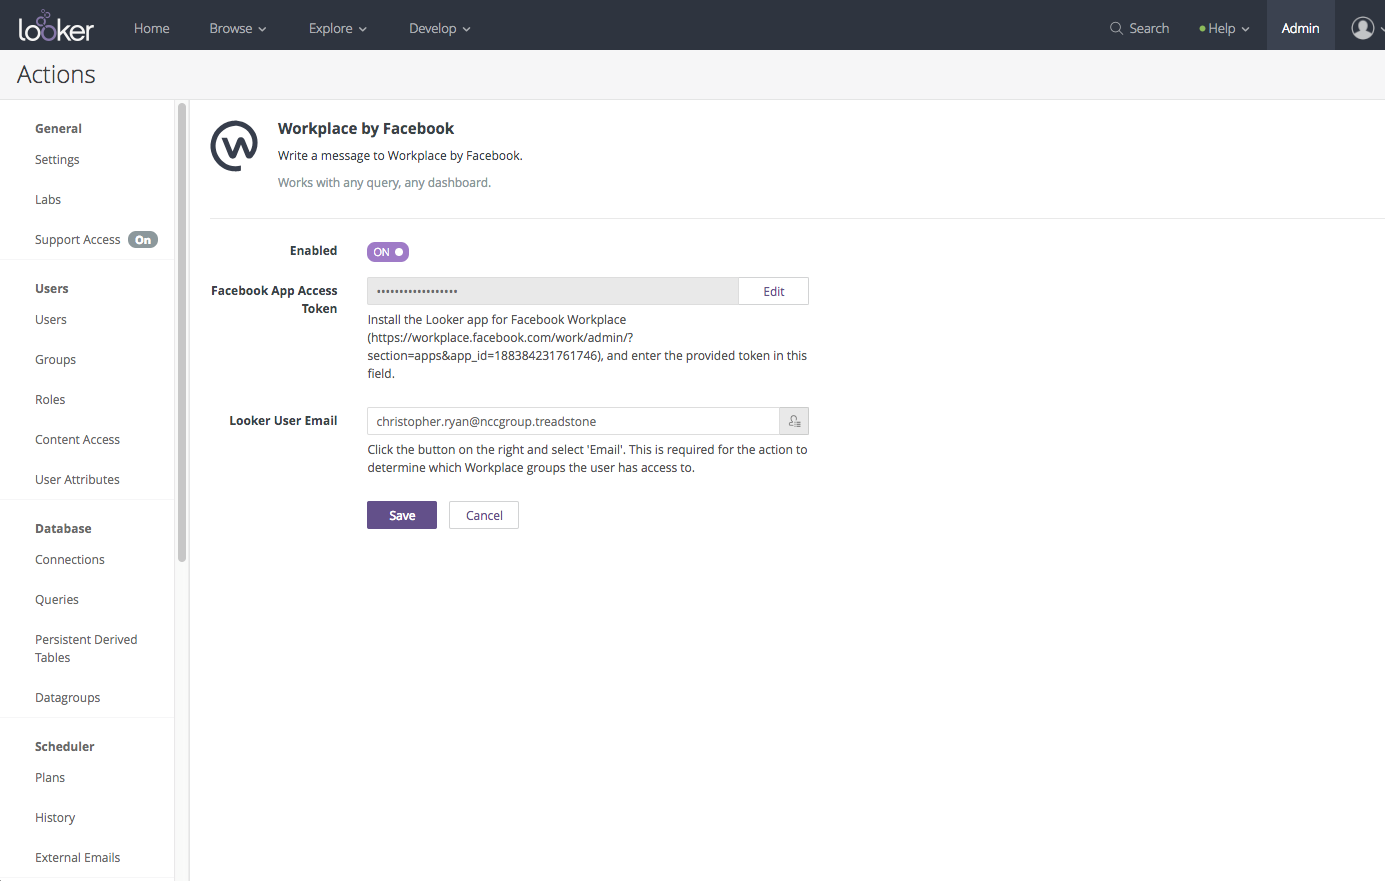 looker
Home
Browse
Explore
Develop
Search
Help
Admin
Actions
General
Settings
Labs
Support Access On
Users
Users
Groups
Roles
Content Access
User Attributes
Database
Connections
Queries
Persistent Derived
Tables
Datagroups
Scheduler
Plans
History
External Emails
Workplace by Facebook
Write a message to Workplace by Facebook.
Works with any query, any dashboard.
Enabled
ON
Facebook App Access
Token
•••••••••••••••••
Edit
Install the Looker app for Facebook Workplace
(https://workplace.facebook.com/work/admin/?
section=apps&app_id=188384231761746), and enter the provided token in this
field.
Looker User Email
christopher.ryan@nccgroup.treadstone
Click the button on the right and select 'Email'. This is required for the action to
determine which Workplace groups the user has access to.
Save
Cancel